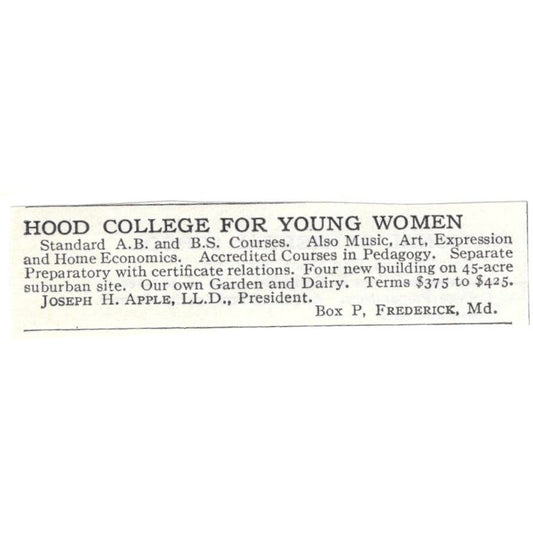 HOOD COLLEGE FOR YOUNG WOMEN
Standard A.B. and B.S. Courses. Also Music, Art, Expression
and Home Economics. Accredited Courses in Pedagogy. Separate
Preparatory with certificate relations. Four new building on 45-acre
suburban site. Our own Garden and Dairy. Terms $375 to $425.
JOSEPH H. APPLE, LL.D., President.
Box P, FREDERICK, Md.